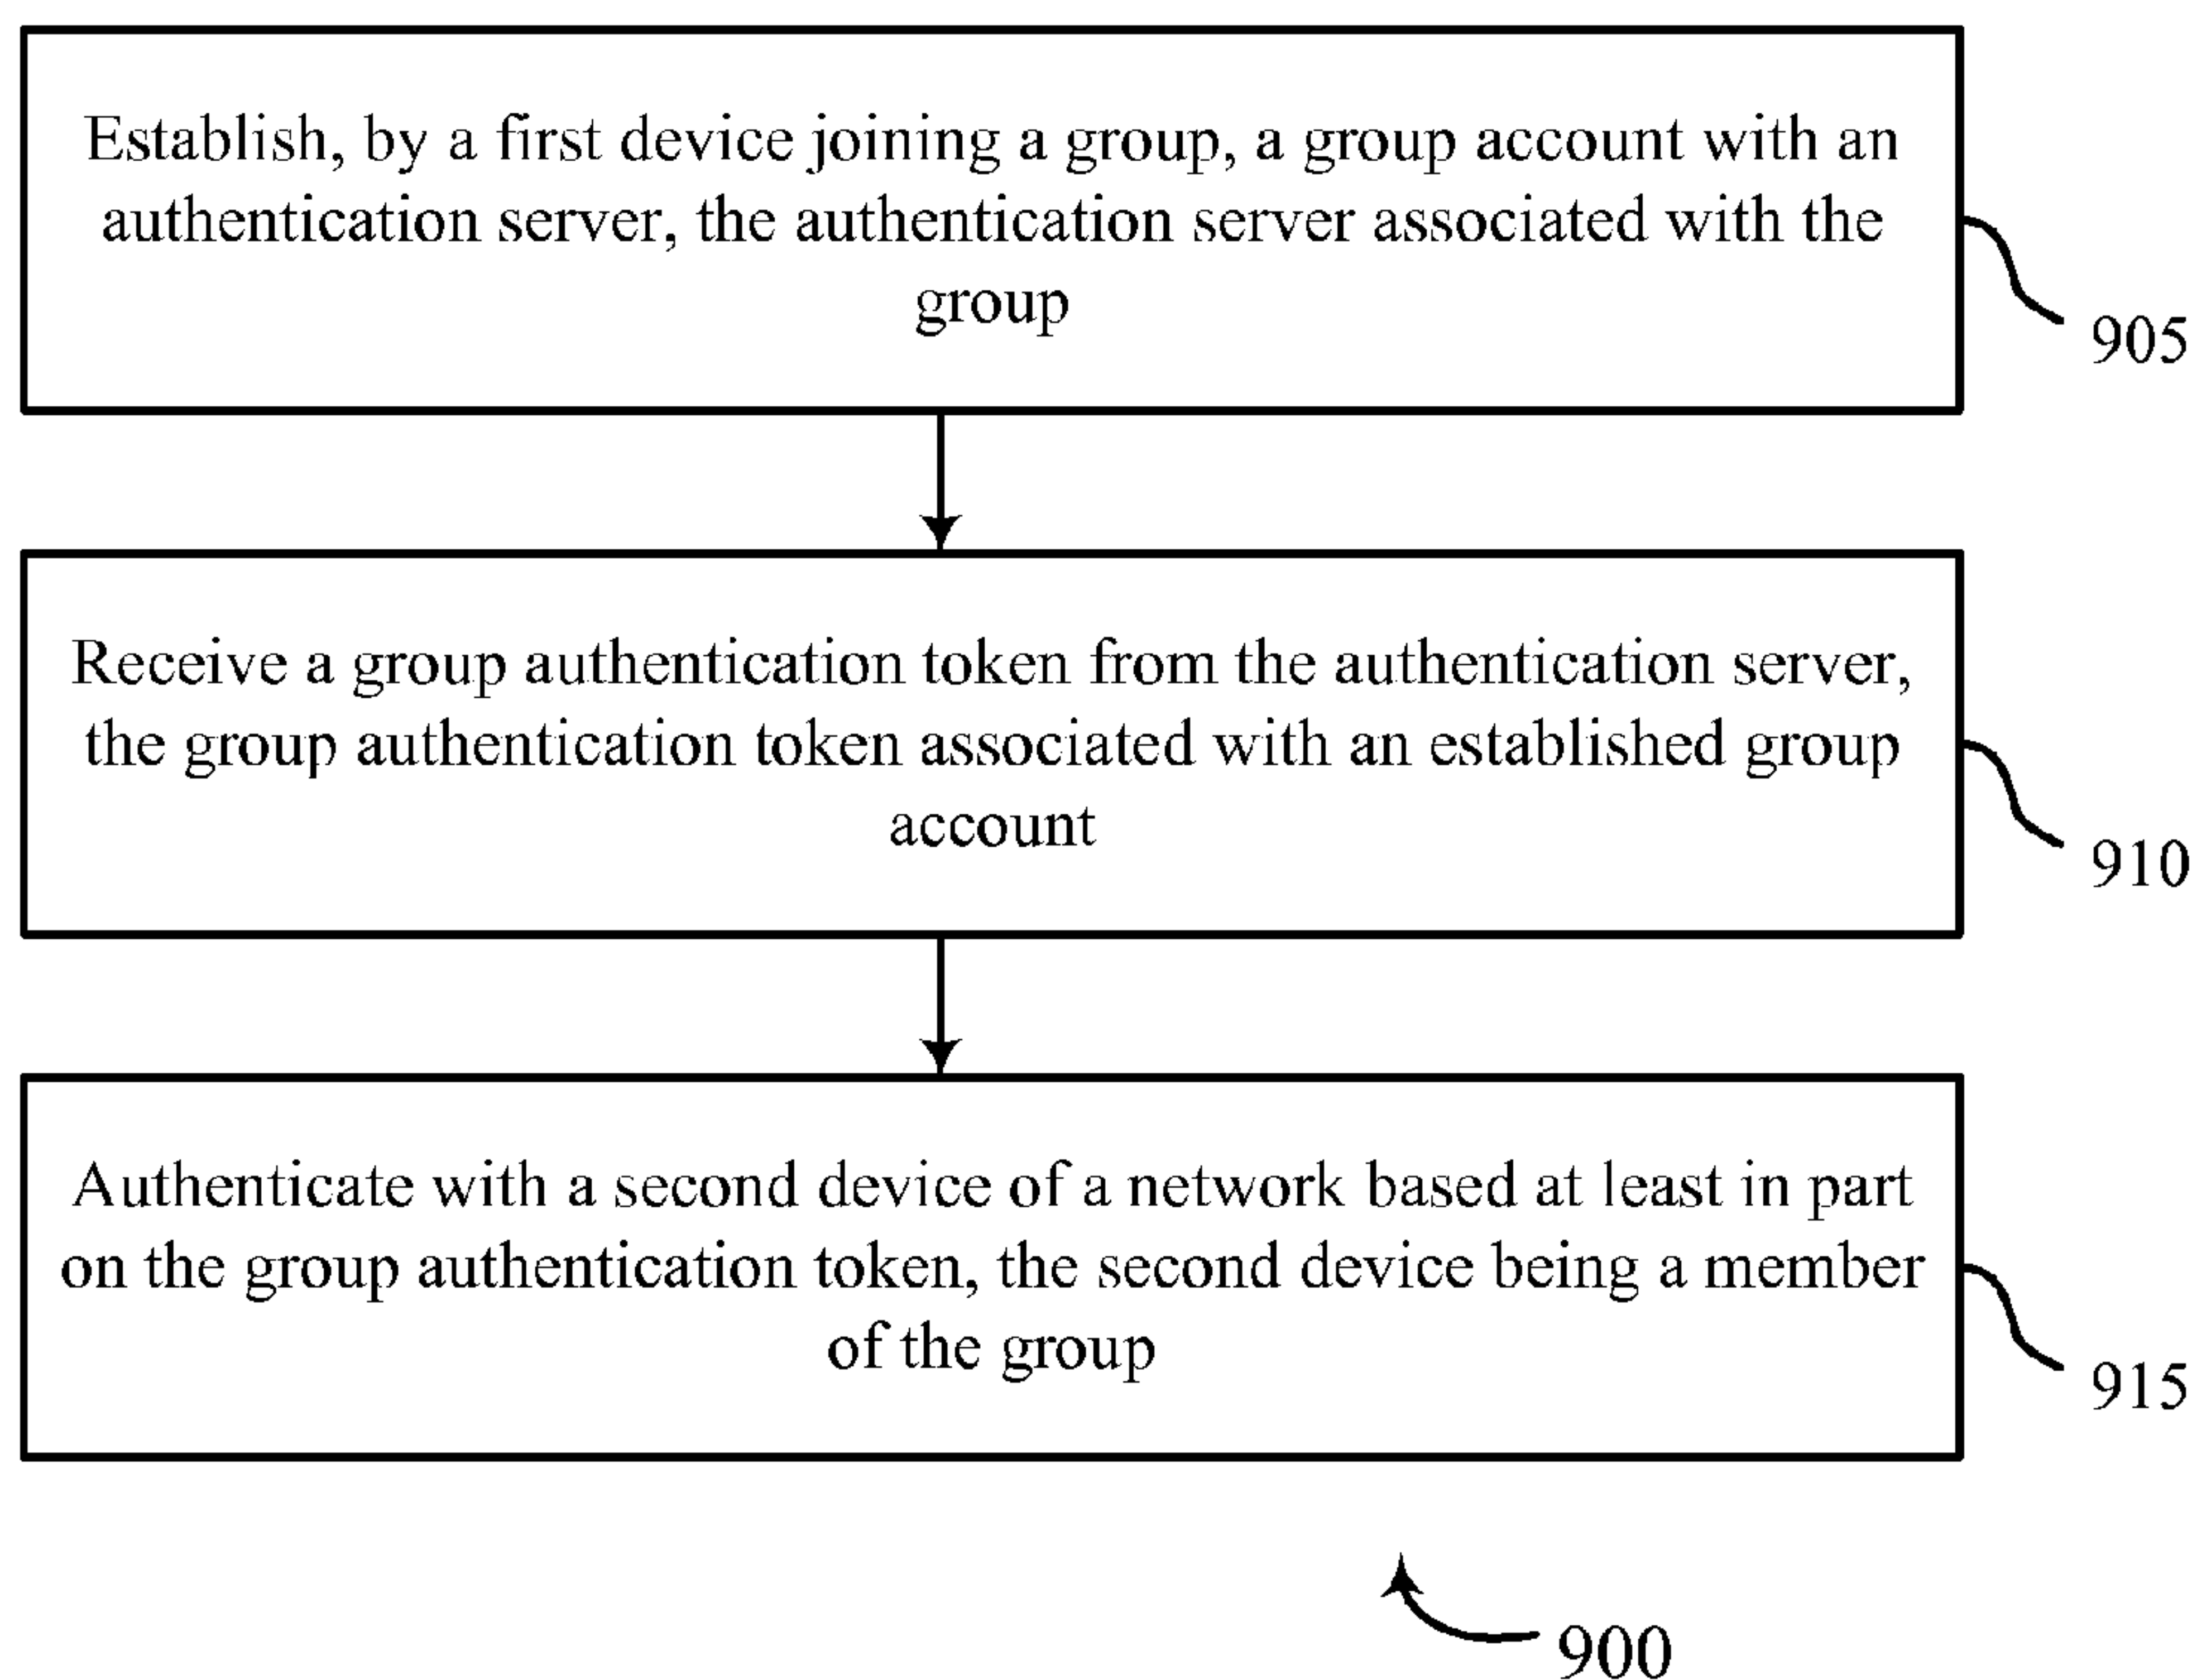 Establish, by a first device joining a group, a group account with an
authentication server, the authentication server associated with the
group
905
Receive a group authentication token from the authentication server,
the group authentication token associated with an established group
account
910
Authenticate with a second device of a network based at least in part
on the group authentication token, the second device being a member
of the group
915
900